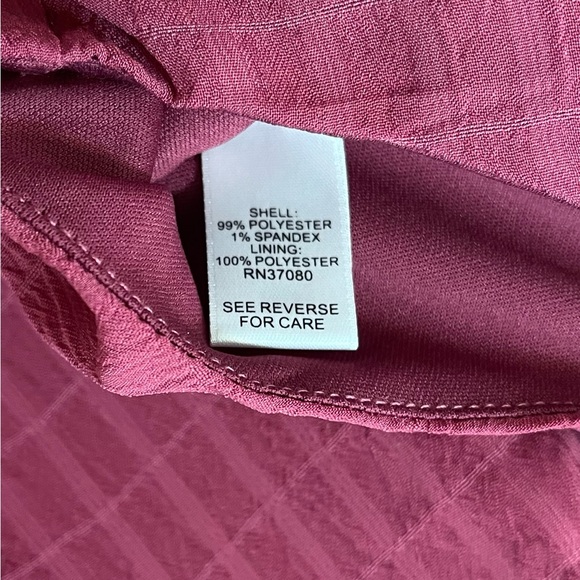 SHELL:
99% POLYESTER
1% SPANDEX
LINING:
100% POLYESTER
RN37080
SEE REVERSE
FOR CARE